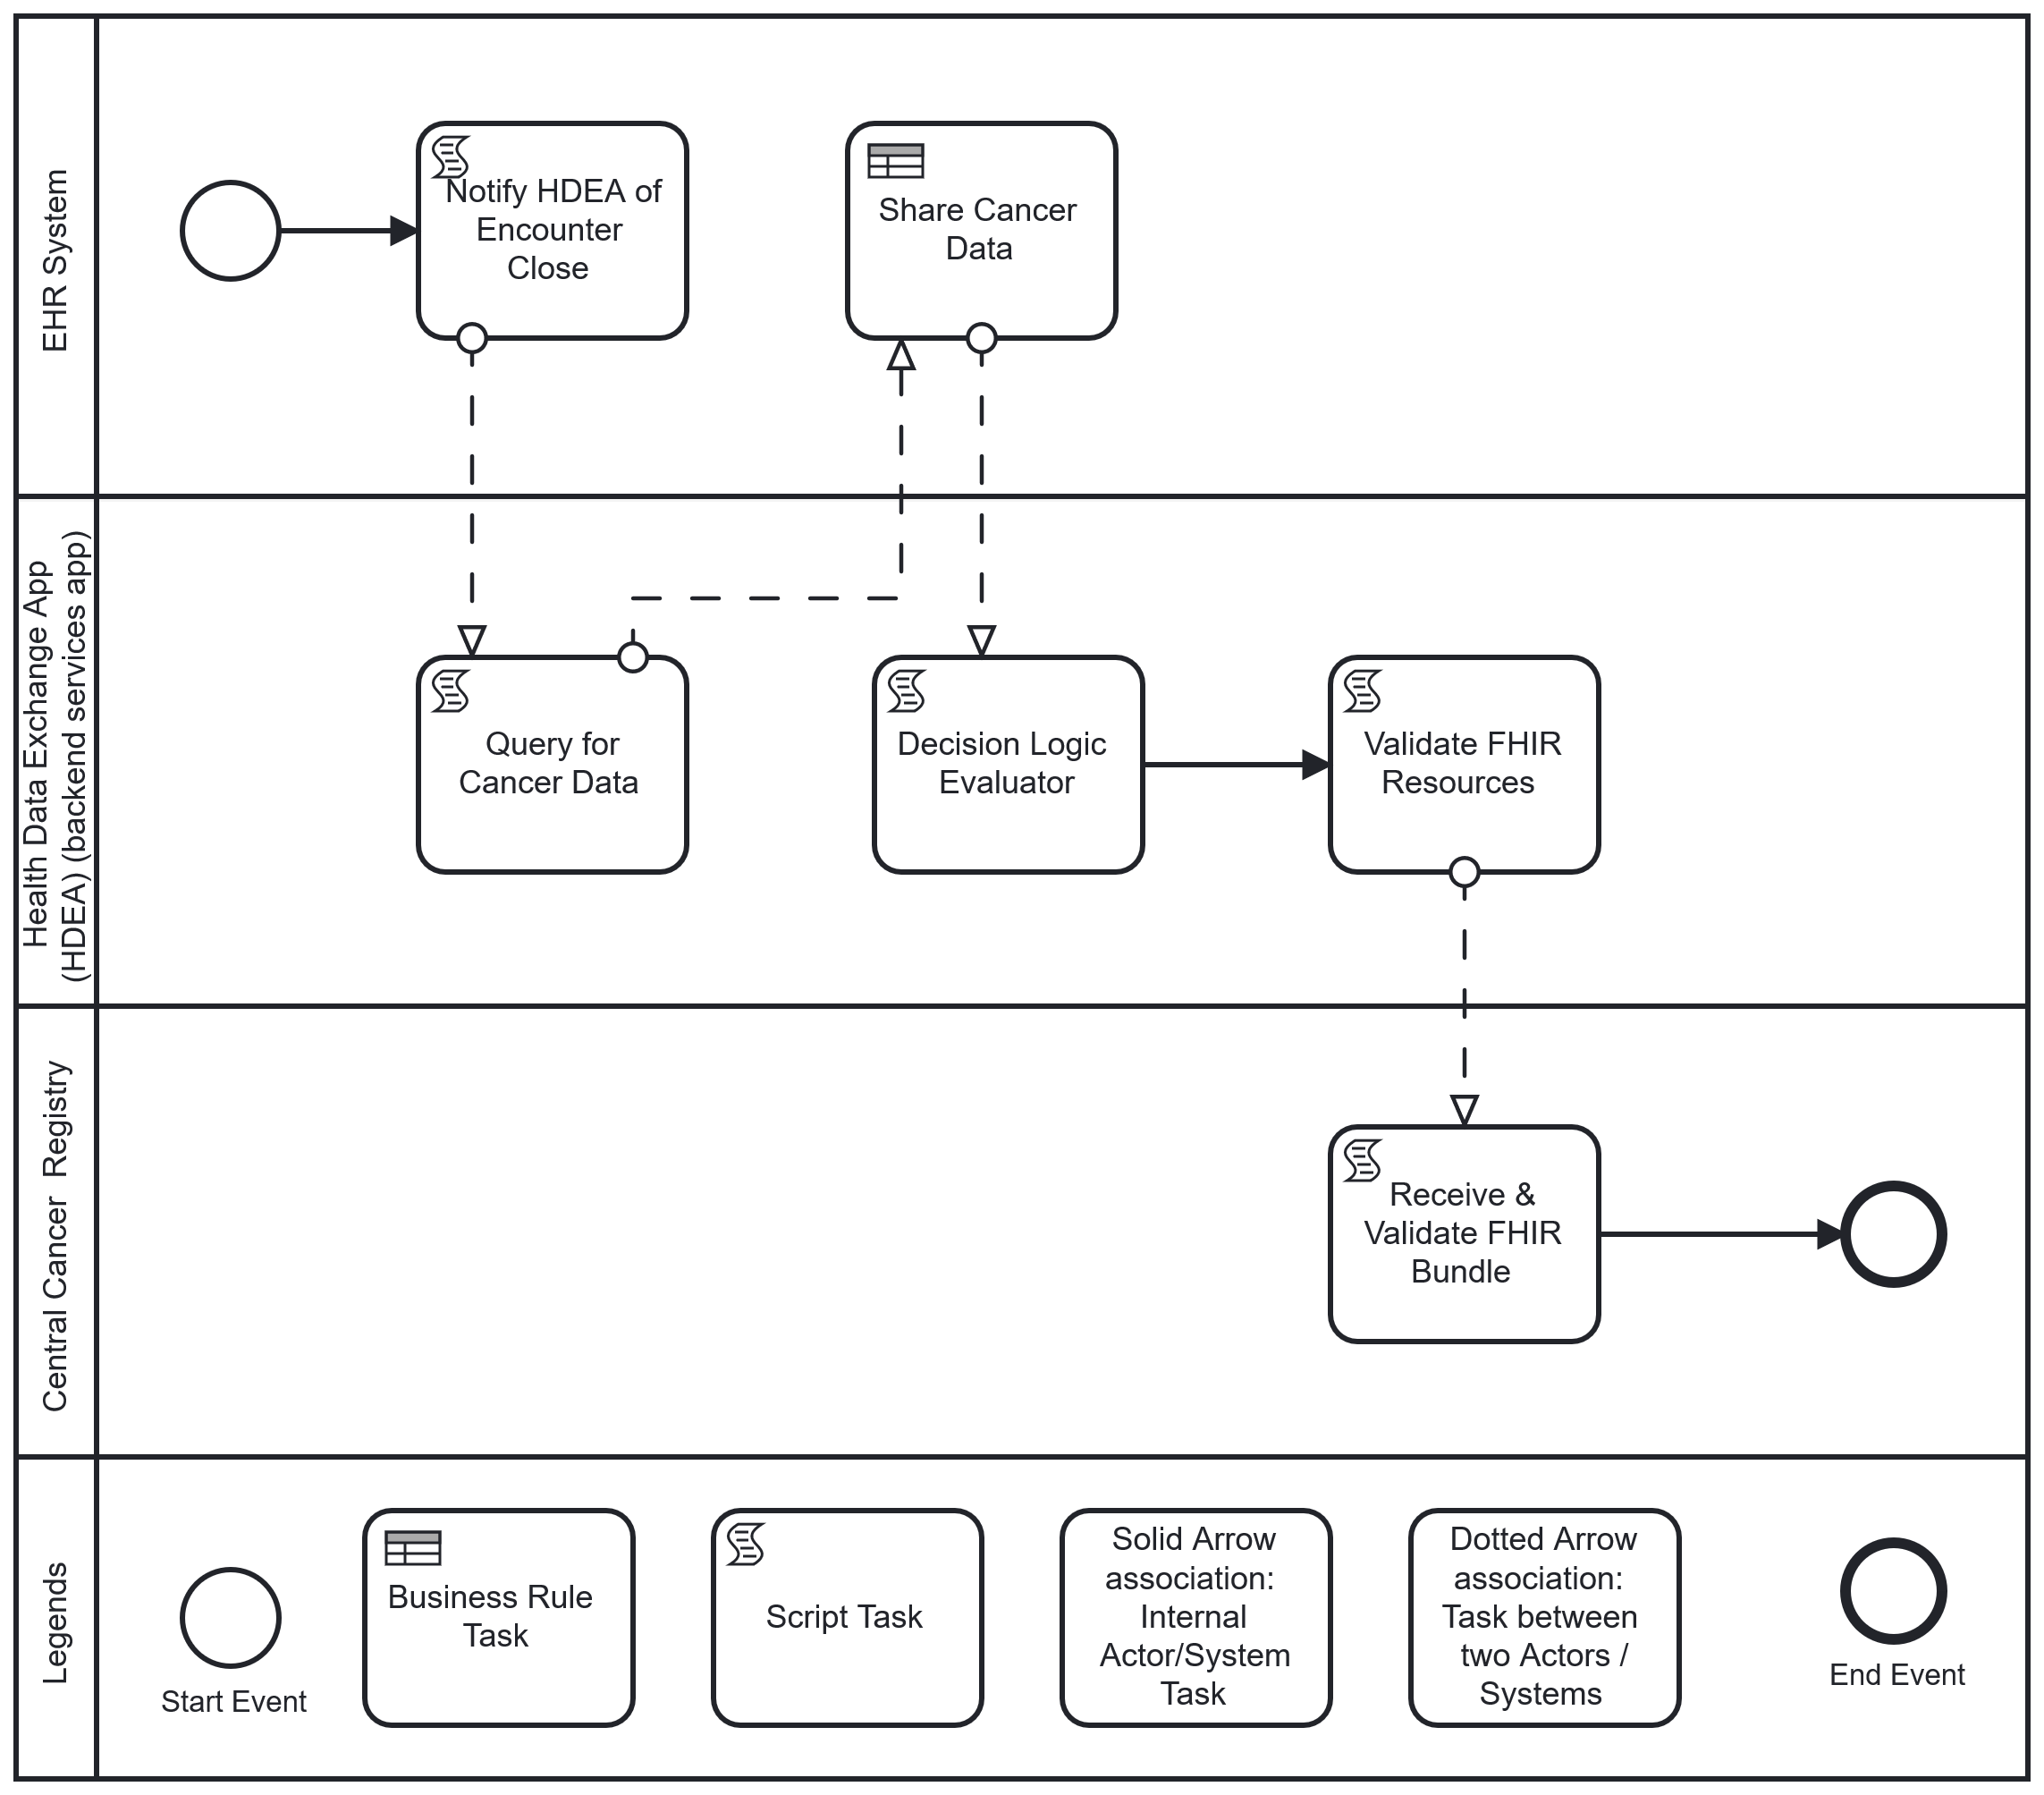 EHR System
Notify HDEA of
Encounter
Close
Share Cancer
Data
Health Data Exchange App
(HDEA) (backend services app)
Query for
Cancer Data
Decision Logic
Evaluator
Validate FHIR
Resources
Central Cancer Registry
Receive &
Validate FHIR
Bundle
Legends
Start Event
Business Rule
Task
Script Task
Solid Arrow
association:
Internal
Actor/System
Task
Dotted Arrow
association:
Task between
two Actors /
Systems
End Event